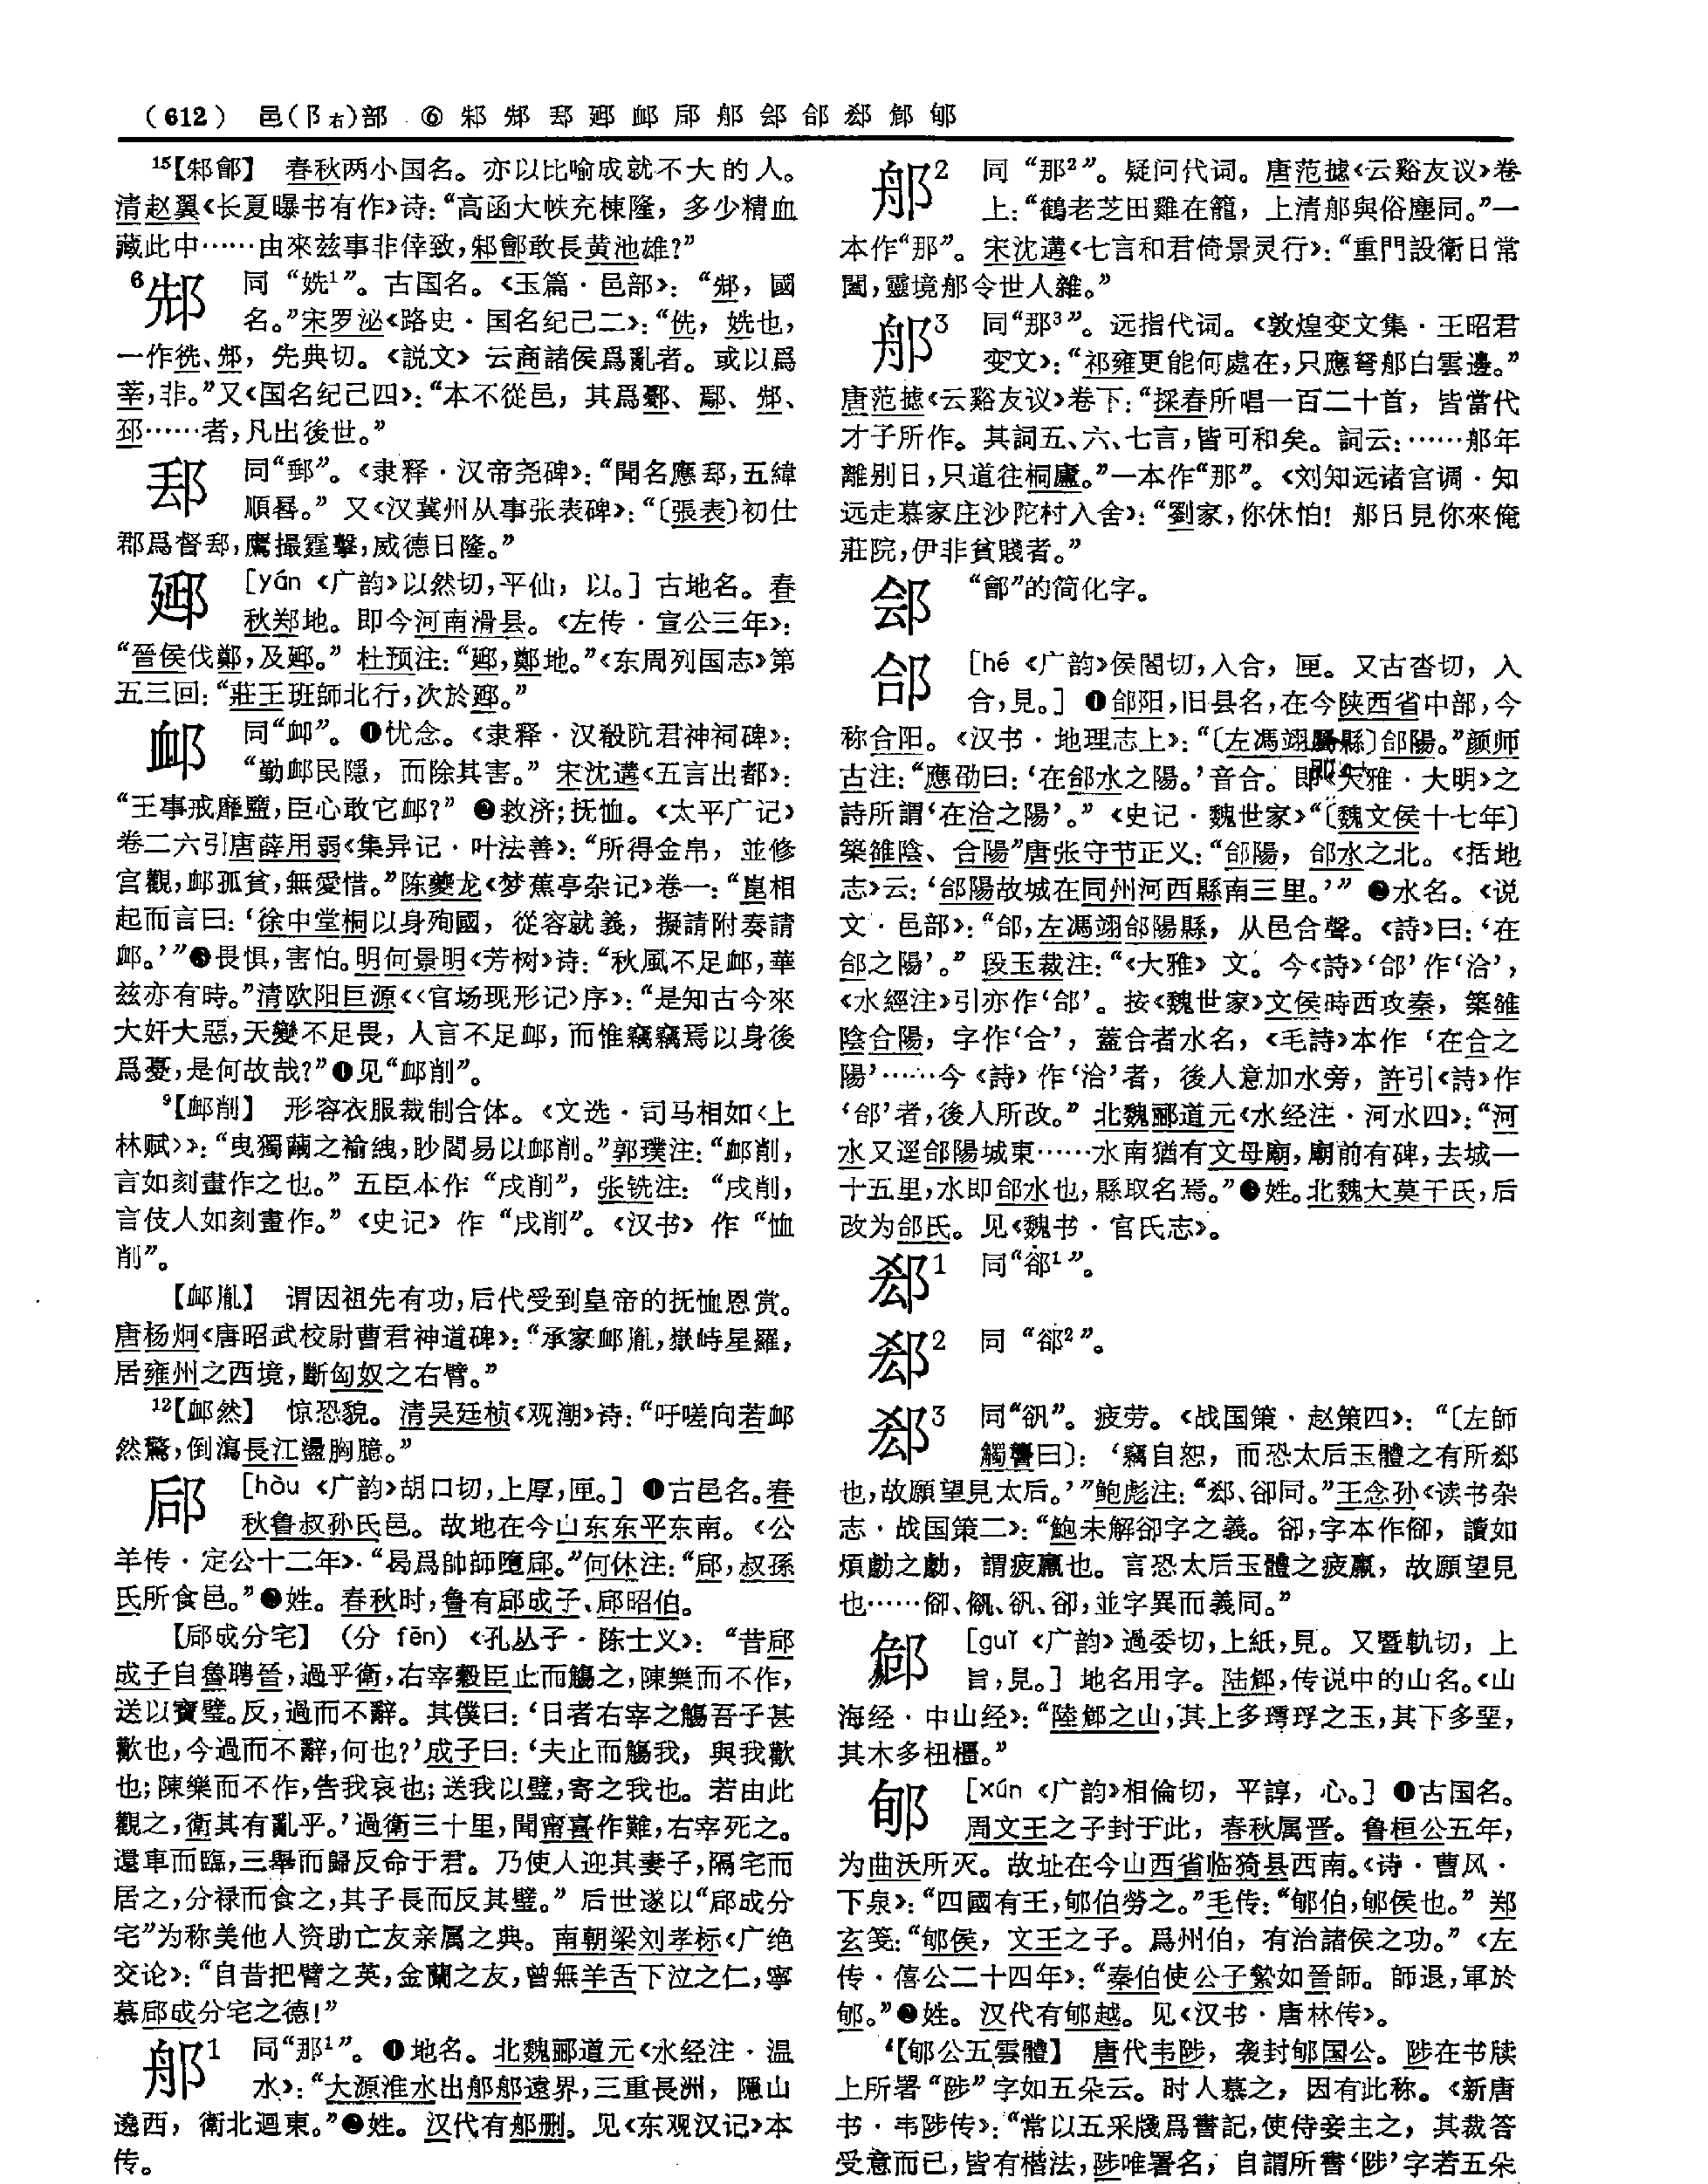 （612） 邑（阝右）部 ⑥ 邾 𨚗 郅 郔 卹 郈 郍 郐 郃 郄 郇
15【邾鄫】 春秋两小国名。亦以比喻成就不大的人。
清赵翼《长夏曝书有作》诗：“高函大帙充棟隆，多少精血
藏此中……由來兹事非倖致，邾鄫敢長黄池雄？”
同“姺¹”。古国名。《玉篇·邑部》：“，國
名。”宋罗泌《路史·国名纪己二》：“侁，姺也，
一作、，先典切。《説文》云商諸侯爲亂者。或以爲
莘，非。”又《国名纪己四》：“本不從邑，其爲鄹、鄢、、
邳……者，凡出後世。”
同“郵”。《隶释·汉帝尧碑》：“聞名應，五緯
順晷。”又《汉冀州从事张表碑》：“〔張表〕初仕
郡爲督，鷹撮霆擊，威德日隆。”
郔 [yán《广韵》以然切，平仙，以。]古地名。春
秋郑地。即今河南滑县。《左传·宣公三年》：
“晉侯伐鄭，及郔。”杜预注：“郔，鄭地。”《东周列国志》第
五三回：“莊王班師北行，次於郔。”
䘏 同“卹”。❶忧念。《隶释·汉殽阬君神祠碑》：
“勤民隱，而除其害。”宋沈遘《五言出都》：
“王事戒靡盬，臣心敢它？”❷救济；抚恤。《太平广记》
卷二六引唐薛用弱《集异记·叶法善》：“所得金帛，並修
宫觀，孤貧，無愛惜。”陈夔龙《梦蕉亭杂记》卷一：“崑相
起而言曰：‘徐中堂桐以身殉國，從容就義，擬請附奏請
。’”❸畏惧，害怕。明何景明《芳树》诗：“秋風不足，華
兹亦有時。”清欧阳巨源《〈官场现形记〉序》：“是知古今來
大奸大惡，天變不足畏，人言不足，而惟竊竊焉以身後
爲憂，是何故哉？”❹见“削”。
9【削】 形容衣服裁制合体。《文选·司马相如〈上
林赋〉》：“曳獨繭之褕絏，眇閻易以削。”郭璞注：“削，
言如刻畫作之也。”五臣本作“戌削”，张铣注：“戌削，
言伎人如刻畫作。”《史记》作“戌削”。《汉书》作“恤
削”。
【胤】 谓因祖先有功，后代受到皇帝的抚恤恩赏。
唐杨炯《唐昭武校尉曹君神道碑》：“承家胤，嶽峙星羅，
居雍州之西境，斷匈奴之右臂。”
12【然】 惊恐貌。清吴廷桢《观潮》诗：“吁嗟向若
然驚，倒瀉長江盪胸臆。”
郈 [hòu《广韵》胡口切，上厚，匣。]❶古邑名。春
秋鲁叔孙氏邑。故地在今山东东平东南。《公
羊传·定公十二年》：“曷爲帥師墮郈。”何休注：“郈，叔孫
氏所食邑。”❷姓。春秋时，鲁有郈成子、郈昭伯。
【郈成分宅】（分 fēn）《孔丛子·陈士义》：“昔郈
成子自魯聘晉，過乎衛，右宰穀臣止而觴之，陳樂而不作，
送以寶璧。反，過而不辭。其僕曰：‘日者右宰之觴吾子甚
歡也，今過而不辭，何也？’成子曰：‘夫止而觴我，與我歡
也；陳樂而不作，告我哀也；送我以璧，寄之我也。若由此
觀之，衛其有亂乎。’過衛三十里，聞甯喜作難，右宰死之。
還車而臨，三舉而歸反命于君。乃使人迎其妻子，隔宅而
居之，分禄而食之，其子長而反其璧。”后世遂以“郈成分
宅”为称美他人资助亡友亲属之典。南朝梁刘孝标《广绝
交论》：“自昔把臂之英，金蘭之友，曾無羊舌下泣之仁，寧
慕郈成分宅之德！”
郍1 同“那¹”。❶地名。北魏郦道元《水经注·温
水》：“大源淮水出郍郍遠界，三重長洲，隱山
遶西，衛北迴東。”❷姓。汉代有郍删。见《东观汉记》本
传。
郍2 同“那²”。疑问代词。唐范摅《云谿友议》卷
上：“鶴老芝田雞在籠，上清郍與俗塵同。”一
本作“那”。宋沈遘《七言和君倚景灵行》：“重門設衛日常
闔，靈境郍令世人雜。”
郍3 同“那³”。远指代词。《敦煌变文集·王昭君
变文》：“祁雍更能何處在，只應弩郍白雲邊。”
唐范摅《云谿友议》卷下：“採春所唱一百二十首，皆當代
才子所作。其詞五、六、七言，皆可和矣。詞云：……郍年
離别日，只道往桐廬。”一本作“那”。《刘知远诸宫调·知
远走慕家庄沙陀村入舍》：“劉家，你休怕！郍日見你來俺
莊院，伊非貧賤者。”
郐 “鄶”的简化字。
郃 [hé《广韵》侯閤切，入合，匣。又古沓切，入
合，見。]❶郃阳，旧县名，在今陕西省中部，今
称合阳。《汉书·地理志上》：“〔左馮翊屬縣〕郃陽。”颜师
古注：“應劭曰：‘在郃水之陽。’音合。即《大雅·大明》之
詩所謂‘在洽之陽’。”《史记·魏世家》“〔魏文侯十七年〕
築雒陰、合陽”唐张守节正义：“郃陽，郃水之北。《括地
志》云：‘郃陽故城在同州河西縣南三里。’”❷水名。《说
文·邑部》：“郃，左馮翊郃陽縣，从邑合聲。《詩》曰：‘在
郃之陽’。”段玉裁注：“《大雅》文。今《詩》‘郃’作‘洽’，
《水經注》引亦作‘郃’。按《魏世家》文侯時西攻秦，築雒
陰合陽，字作‘合’，蓋合者水名，《毛詩》本作‘在合之
陽’……今《詩》作‘洽’者，後人意加水旁，許引《詩》作
‘郃’者，後人所改。”北魏郦道元《水经注·河水四》：“河
水又逕郃陽城東……水南猶有文母廟，廟前有碑，去城一
十五里，水即郃水也，縣取名焉。”❸姓。北魏大莫干氏，后
改为郃氏。见《魏书·官氏志》。
郄1 同“郤¹”。
郄2 同“郤²”。
郄3 同“㕁”。疲劳。《战国策·赵策四》：“〔左師
觸讋曰〕：‘竊自恕，而恐太后玉體之有所郄
也，故願望見太后。’”鲍彪注：“郄、卻同。”王念孙《读书杂
志·战国策二》：“鮑未解卻字之義。卻，字本作㕁，讀如
煩勮之勮，謂疲羸也。言恐太后玉體之疲羸，故願望見
也……、、、卻，並字異而義同。”
郇 [guǐ《广韵》過委切，上紙，見。又暨軌切，上
旨，見。]地名用字。陆，传说中的山名。《山
海经·中山经》：“陸之山，其上多㻬琈之玉，其下多堊，
其木多杻橿。”
郇 [xún《广韵》相倫切，平諄，心。]❶古国名。
周文王之子封于此，春秋属晋。鲁桓公五年，
为曲沃所灭。故址在今山西省临猗县西南。《诗·曹风·
下泉》：“四國有王，郇伯勞之。”毛传：“郇伯，郇侯也。”郑
玄笺：“郇侯，文王之子。爲州伯，有治諸侯之功。”《左
传·僖公二十四年》：“秦伯使公子縶如晉師。師退，軍於
郇。”❷姓。汉代有郇越。见《汉书·唐林传》。
4【郇公五雲體】 唐代韦陟，袭封郇国公。陟在书牍
上所署“陟”字如五朵云。时人慕之，因有此称。《新唐
书·韦陟传》：“常以五采牋爲書記，使侍妾主之，其裁答
受意而已，皆有楷法，陟唯署名，自謂所書‘陟’字若五朵